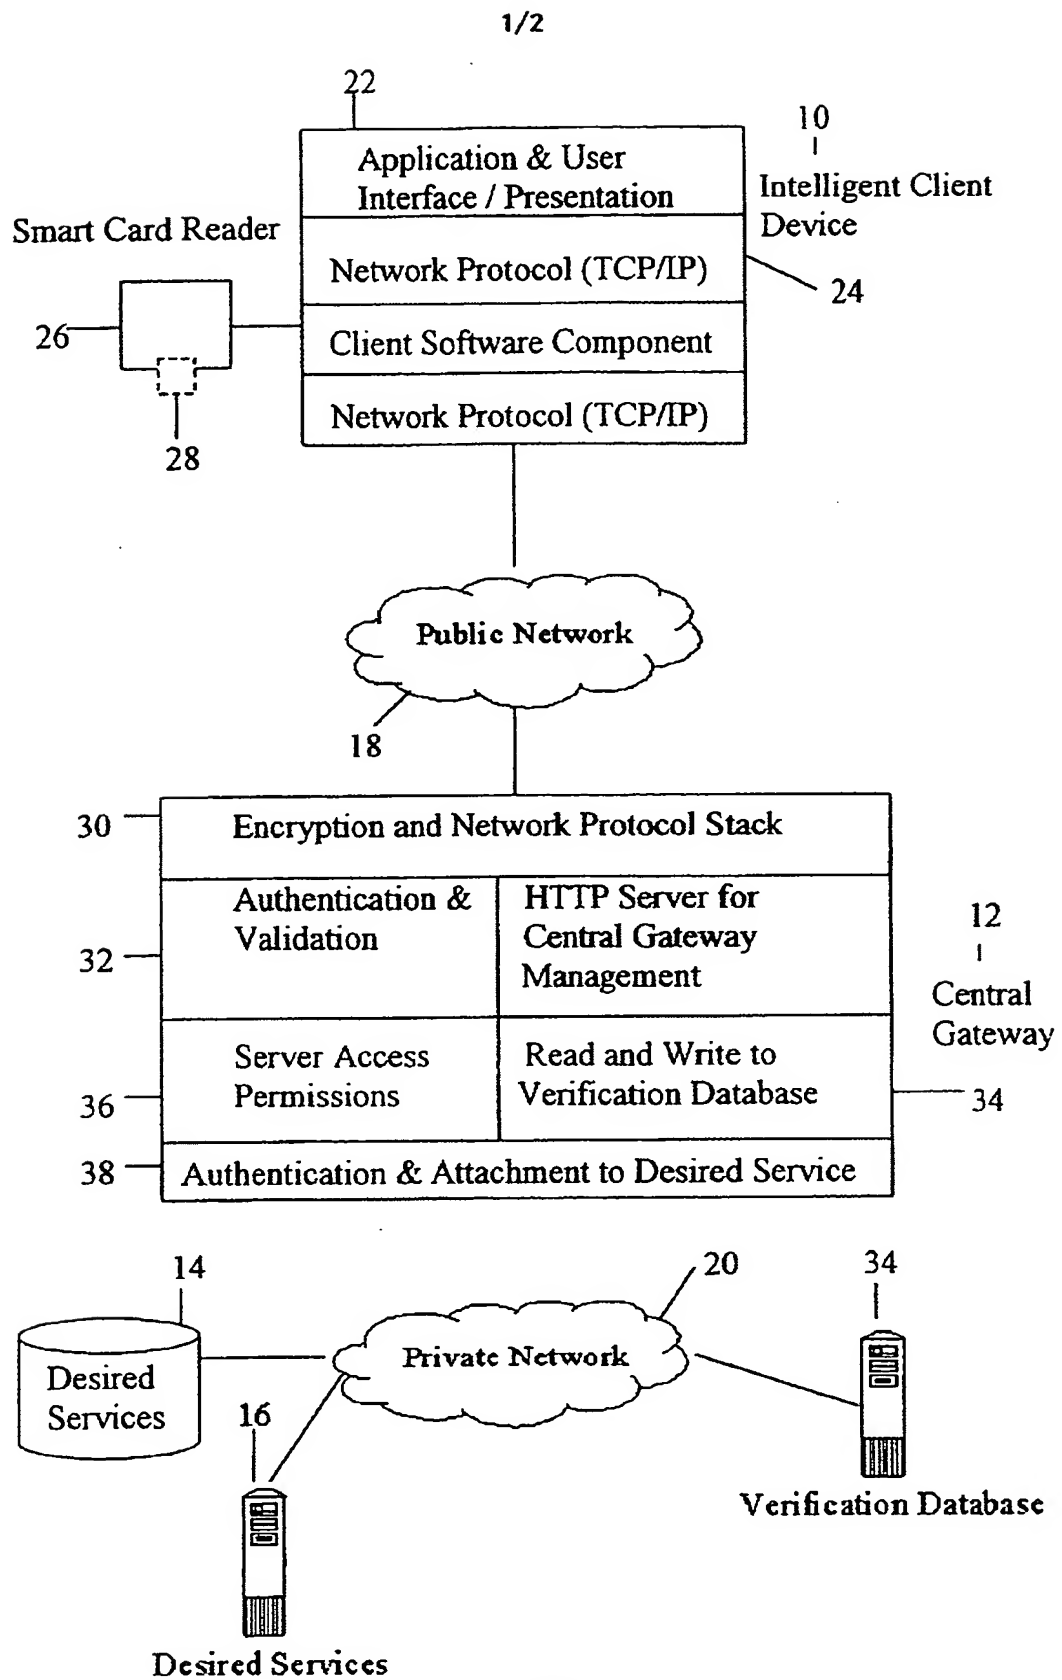 1/2
22
10
Application & User
Interface / Presentation
Intelligent Client
Device
Smart Card Reader
Network Protocol (TCP/IP)
24
26
Client Software Component
Network Protocol (TCP/IP)
28
Public Network
18
30
Encryption and Network Protocol Stack
Authentication &
Validation
HTTP Server for
Central Gateway
Management
32
12
Central
Gateway
Server Access
Permissions
Read and Write to
Verification Database
36
34
38
Authentication & Attachment to Desired Service
14
20
34
Desired
Services
Private Network
16
Verification Database
Desired Services